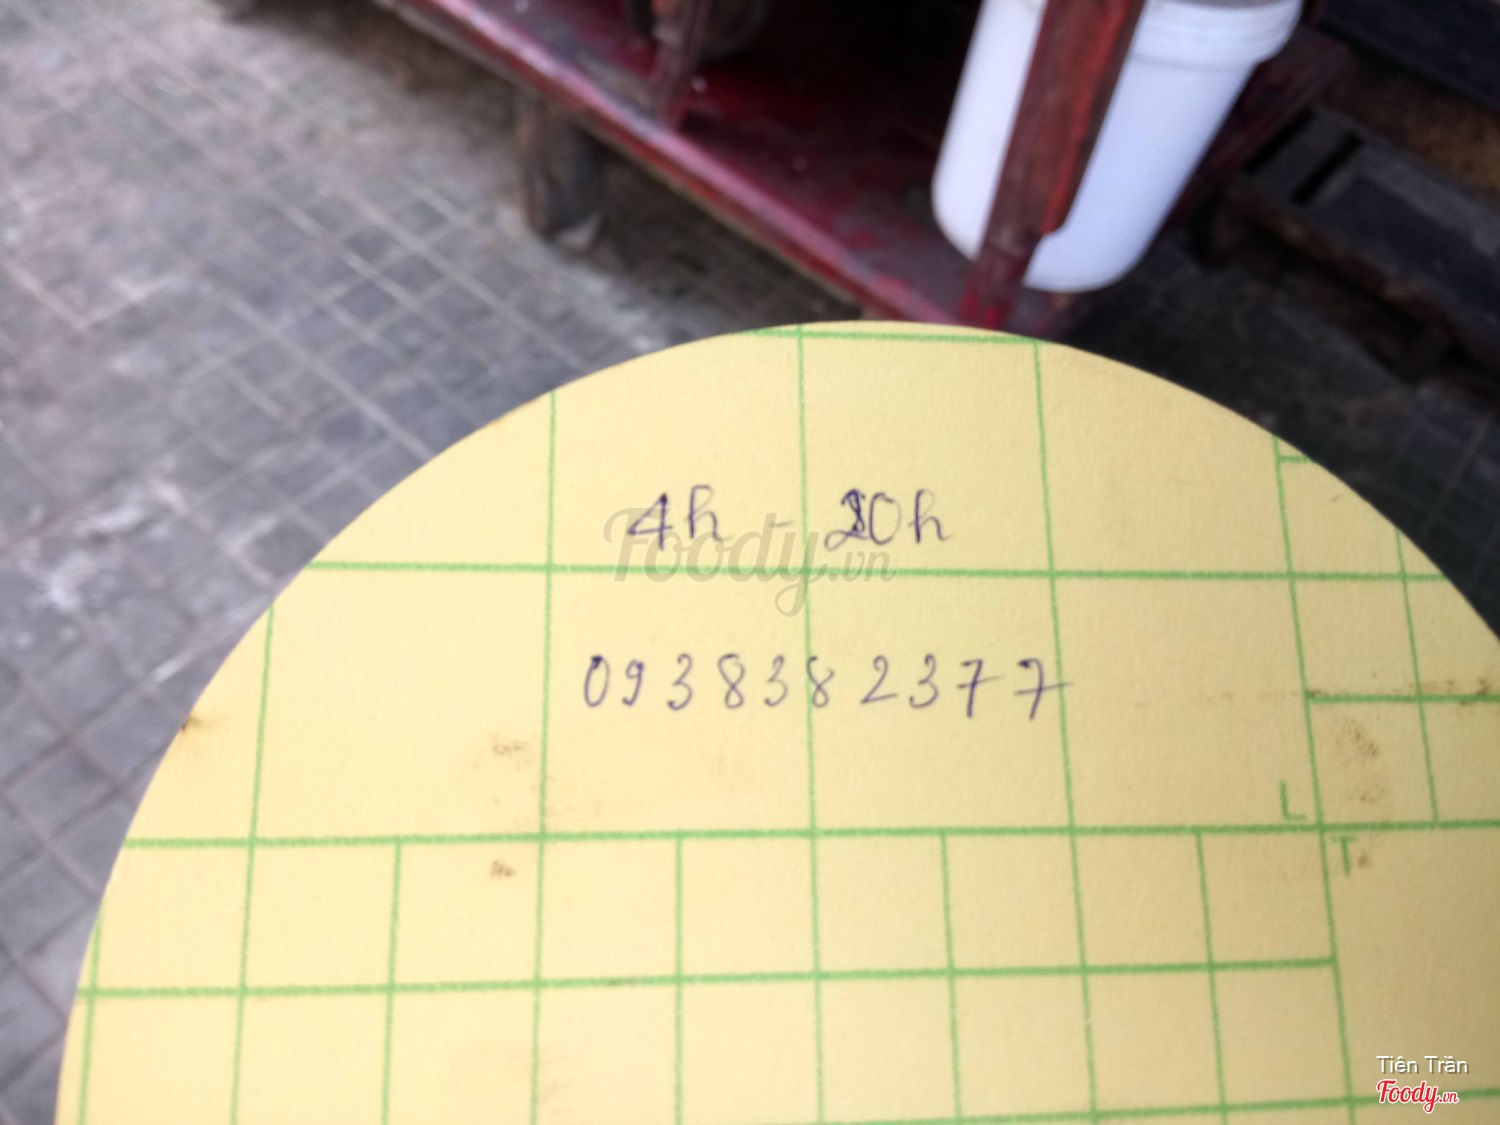 4h - 20h
Foody.vn
0938382377
L
T
Tiên Trần
Foody.vn